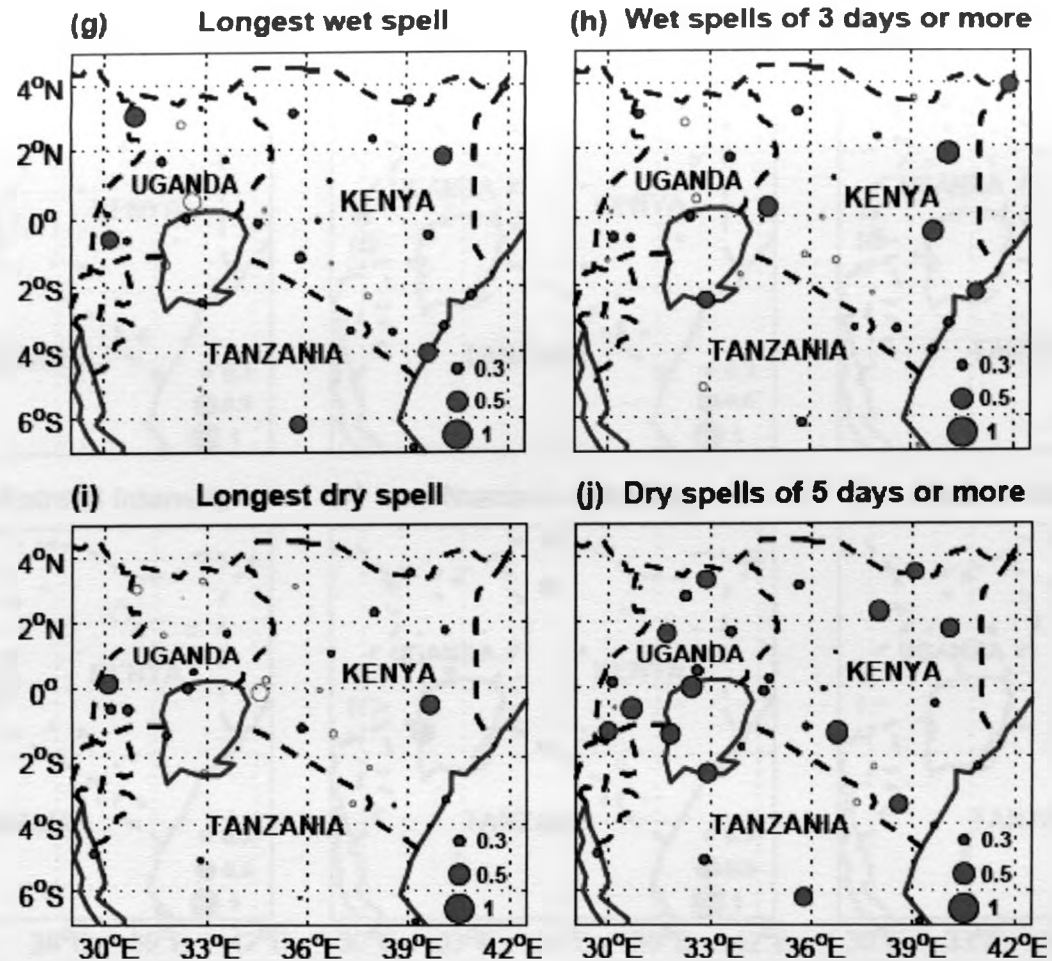 (g) Longest wet spell
4°N
2°N
0°
2°S
4°S
6°S
UGANDA
KENYA
TANZANIA
0.3
0.5
1
(h) Wet spells of 3 days or more
UGANDA
KENYA
TANZANIA
0.3
0.5
1
(i) Longest dry spell
4°N
2°N
0°
2°S
4°S
6°S
UGANDA
KENYA
TANZANIA
0.3
0.5
1
30°E 33°E 36°E 39°E 42°E
(j) Dry spells of 5 days or more
UGANDA
KENYA
TANZANIA
0.3
0.5
1
30°E 33°E 36°E 39°E 42°E